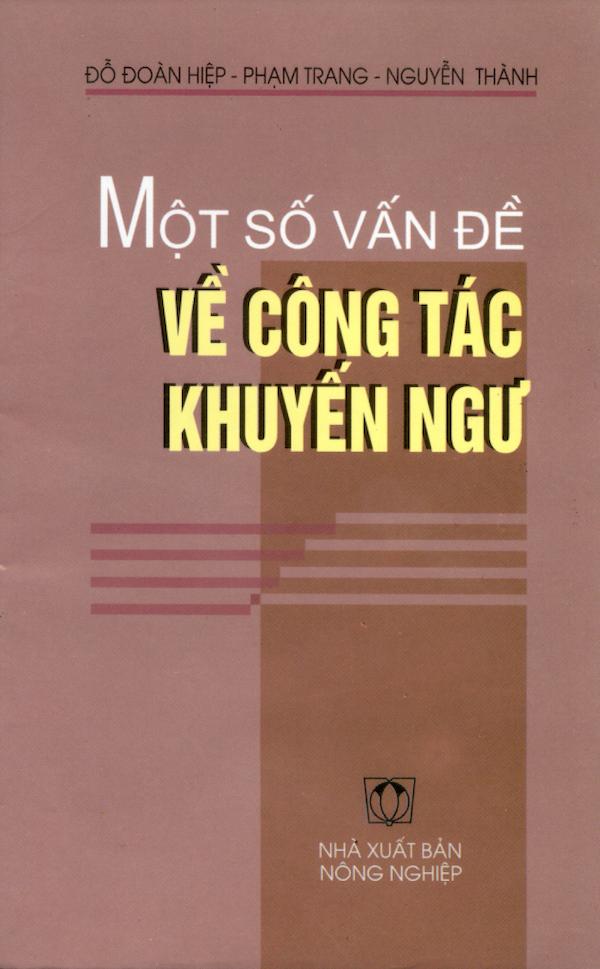 ĐỖ ĐOÀN HIỆP - PHẠM TRANG - NGUYỄN THÀNH
MỘT SỐ VẤN ĐỀ
VỀ CÔNG TÁC
KHUYẾN NGƯ
NHÀ XUẤT BẢN
NÔNG NGHIỆP